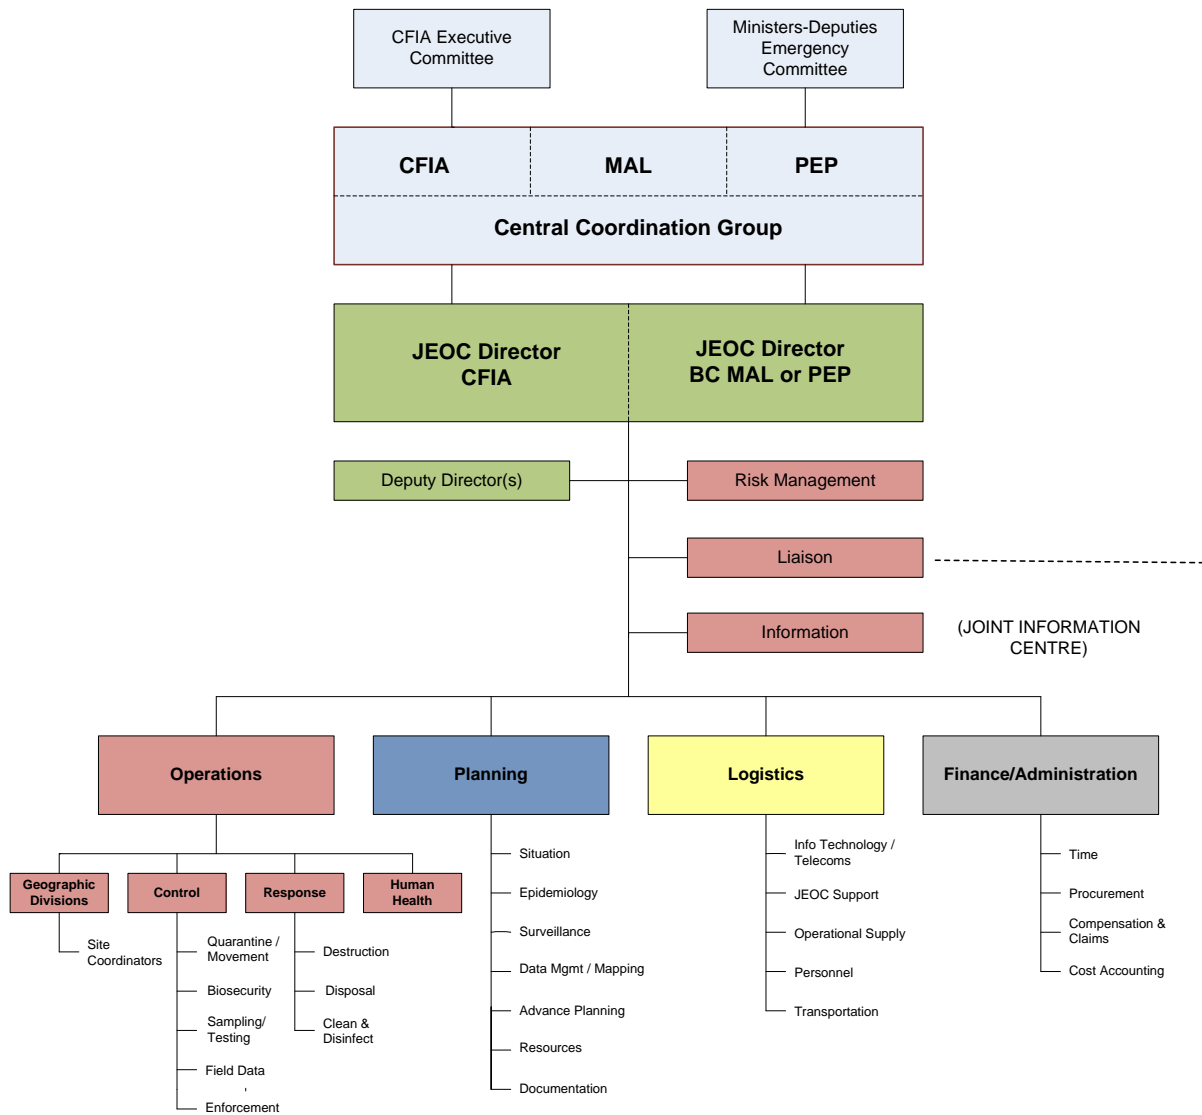 CFIA Executive
Committee
Ministers-Deputies
Emergency
Committee
CFIA
MAL
PEP
Central Coordination Group
JEOC Director
CFIA
JEOC Director
BC MAL or PEP
Deputy Director(s)
Risk Management
Liaison
Information
(JOINT INFORMATION
CENTRE)
Operations
Planning
Logistics
Finance/Administration
Geographic
Divisions
Control
Response
Human
Health
Site
Coordinators
Quarantine /
Movement
Biosecurity
Sampling/
Testing
Field Data
Enforcement
Destruction
Disposal
Clean &
Disinfect
Situation
Epidemiology
Surveillance
Data Mgmt / Mapping
Advance Planning
Resources
Documentation
Info Technology /
Telecoms
JEOC Support
Operational Supply
Personnel
Transportation
Time
Procurement
Compensation &
Claims
Cost Accounting